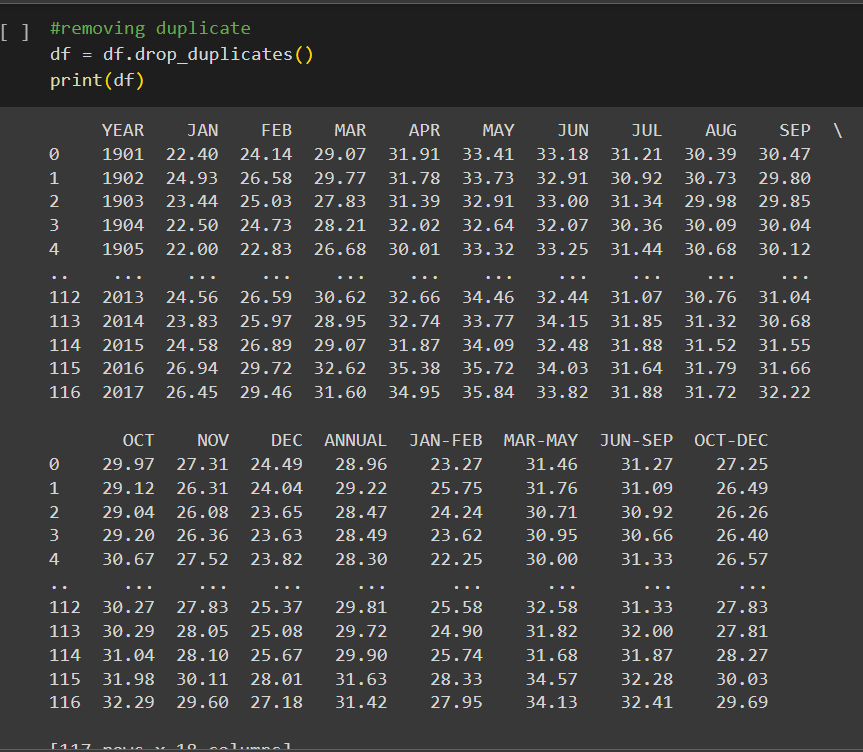 [ ] #removing duplicate
df = df.drop_duplicates()
print(df)
YEAR JAN FEB MAR APR MAY JUN JUL AUG SEP \
0 1901 22.40 24.14 29.07 31.91 33.41 33.18 31.21 30.39 30.47
1 1902 24.93 26.58 29.77 31.78 33.73 32.91 30.92 30.73 29.80
2 1903 23.44 25.03 27.83 31.39 32.91 33.00 31.34 29.98 29.85
3 1904 22.50 24.73 28.21 32.02 32.64 32.07 30.36 30.09 30.04
4 1905 22.00 22.83 26.68 30.01 33.32 33.25 31.44 30.68 30.12
.. ... ... ... ... ... ... ... ... ... ...
112 2013 24.56 26.59 30.62 32.66 34.46 32.44 31.07 30.76 31.04
113 2014 23.83 25.97 28.95 32.74 33.77 34.15 31.85 31.32 30.68
114 2015 24.58 26.89 29.07 31.87 34.09 32.48 31.88 31.52 31.55
115 2016 26.94 29.72 32.62 35.38 35.72 34.03 31.64 31.79 31.66
116 2017 26.45 29.46 31.60 34.95 35.84 33.82 31.88 31.72 32.22
OCT NOV DEC ANNUAL JAN-FEB MAR-MAY JUN-SEP OCT-DEC
0 29.97 27.31 24.49 28.96 23.27 31.46 31.27 27.25
1 29.12 26.31 24.04 29.22 25.75 31.76 31.09 26.49
2 29.04 26.08 23.65 28.47 24.24 30.71 30.92 26.26
3 29.20 26.36 23.63 28.49 23.62 30.95 30.66 26.40
4 30.67 27.52 23.82 28.30 22.25 30.00 31.33 26.57
.. ... ... ... ... ... ... ... ...
112 30.27 27.83 25.37 29.81 25.58 32.58 31.33 27.83
113 30.29 28.05 25.08 29.72 24.90 31.82 32.00 27.81
114 31.04 28.10 25.67 29.90 25.74 31.68 31.87 28.27
115 31.98 30.11 28.01 31.63 28.33 34.57 32.28 30.03
116 32.29 29.60 27.18 31.42 27.95 34.13 32.41 29.69
[117 rows x 18 columns]